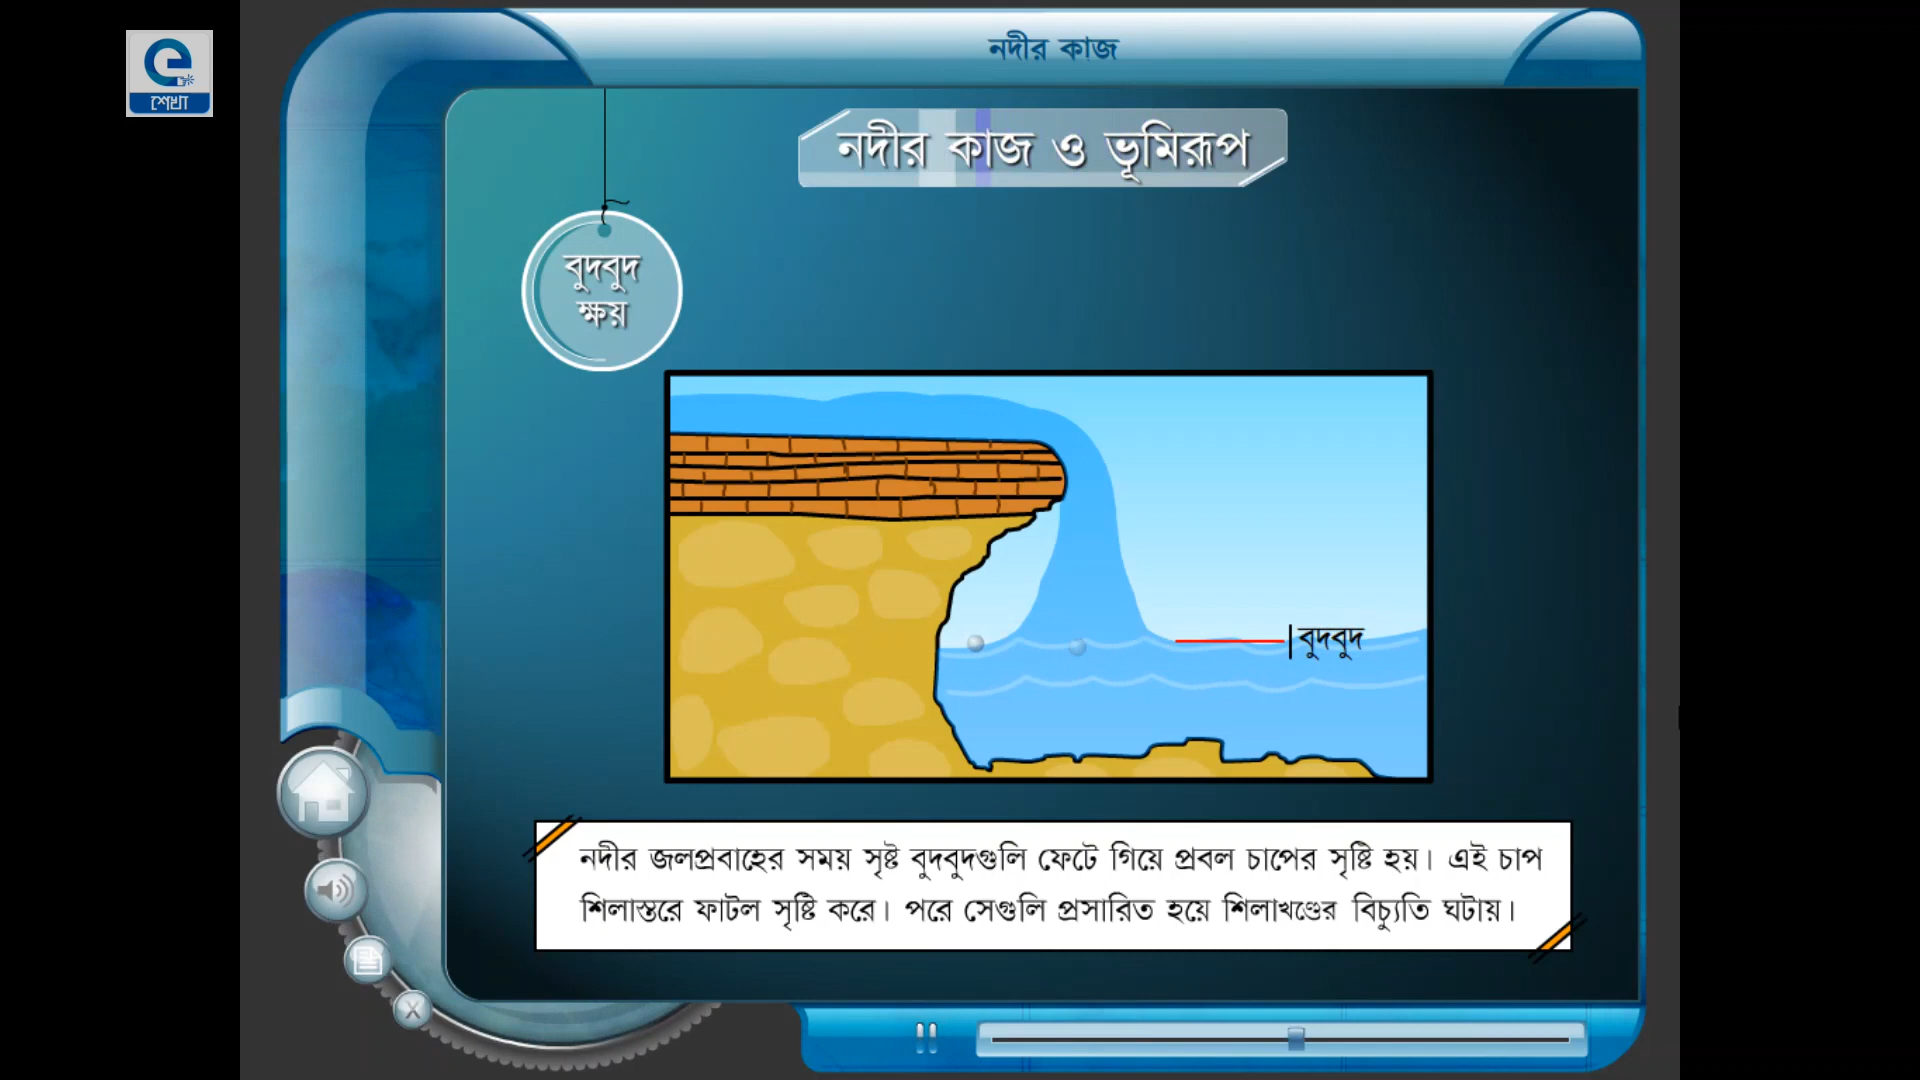 নদীর কাজ
e
শেখা
নদীর কাজ ও ভূমিরূপ
বুদবুদ
ক্ষয়
বুদবুদ
নদীর জলপ্রবাহের সময় সৃষ্ট বুদবুদগুলি ফেটে গিয়ে প্রবল চাপের সৃষ্টি হয়। এই চাপ
শিলাস্তরে ফাটল সৃষ্টি করে। পরে সেগুলি প্রসারিত হয়ে শিলাখণ্ডের বিচ্যুতি ঘটায়।
X